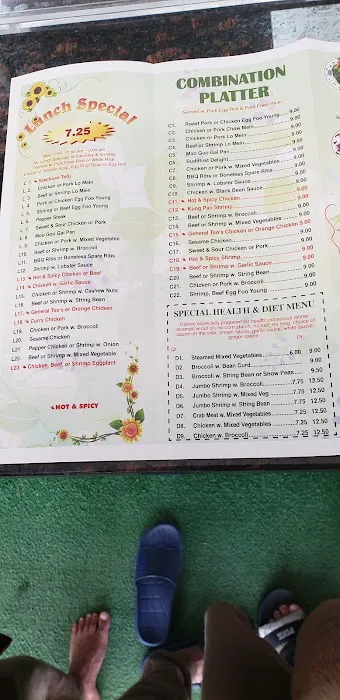 Lunch Special
7.25
L1. Szechuan Tofu
L2. Chicken or Pork Lo Mein
L3. Beef or Shrimp Lo Mein
L4. Pork or Chicken Egg Foo Young
L5. Shrimp or Beef Egg Foo Young
L6. Pepper Steak
L7. Sweet & Sour Chicken or Pork
L8. Moo Goo Gai Pan
L9. Chicken or Pork w. Mixed Vegetable
L10. Beef or Shrimp w. Broccoli
L11. BBQ Ribs or Boneless Spare Ribs
L12. Shrimp w. Lobster Sauce
L13. Hot & Spicy Chicken or Beef
L14. Chicken w. Garlic Sauce
L15. Chicken or Shrimp w. Cashew Nuts
L16. Beef or Shrimp w. String Bean
L17. General Tso's or Orange Chicken
L18. Curry Chicken
L19. Chicken or Pork w. Broccoli
L20. Sesame Chicken
L21. Pepper Chicken or Shrimp w. Onion
L22. Beef or Shrimp w. Mixed Vegetable
L23. Chicken, Beef, or Shrimp Eggplant
HOT & SPICY
COMBINATION
PLATTER
Served w. Pork Egg Roll & Pork Fried Rice
C1. Roast Pork or Chicken Egg Foo Young 9.00
C2. Chicken or Pork Chow Mein 9.00
C3. Chicken or Pork Lo Mein 9.00
C4. Beef or Shrimp Lo Mein 9.00
C5. Moo Goo Gai Pan 9.00
C6. Buddhist Delight 9.00
C7. Chicken or Pork w. Mixed Vegetables 9.00
C8. BBQ Ribs or Boneless Spare Ribs 9.00
C9. Shrimp w. Lobster Sauce 9.00
C10. Chicken w. Black Bean Sauce 9.00
C11. Hot & Spicy Chicken 9.00
C12. Kung Pao Shrimp 9.00
C13. Beef or Shrimp w. Broccoli 9.00
C14. Beef or Shrimp w. Mixed Vegetables 9.00
C15. General Tso's Chicken or Orange Chicken 9.00
C16. Sesame Chicken 9.00
C17. Sweet & Sour Chicken or Pork 9.00
C18. Hot & Spicy Shrimp 9.00
C19. Beef or Shrimp w. Garlic Sauce 9.00
C20. Beef or Shrimp w. String Bean 9.00
C21. Chicken or Pork w. Broccoli 9.00
C22. Shrimp, Beef Egg Foo Young 9.00
SPECIAL HEALTH & DIET MENU
D1. Steamed Mixed Vegetables 6.00 9.00
D2. Broccoli w. Bean Curd 9.00
D3. Broccoli w. String Bean or Snow Peas 9.50
D4. Jumbo Shrimp w. Broccoli 7.75 12.50
D5. Jumbo Shrimp w. Mixed Veg 7.75 12.50
D6. Jumbo Shrimp w. String Bean 7.75 12.50
D7. Crab Meat w. Mixed Vegetables 7.25 12.50
D8. Chicken w. Mixed Vegetables 7.25 12.50
D9. Chicken w. Broccoli 7.25 12.50